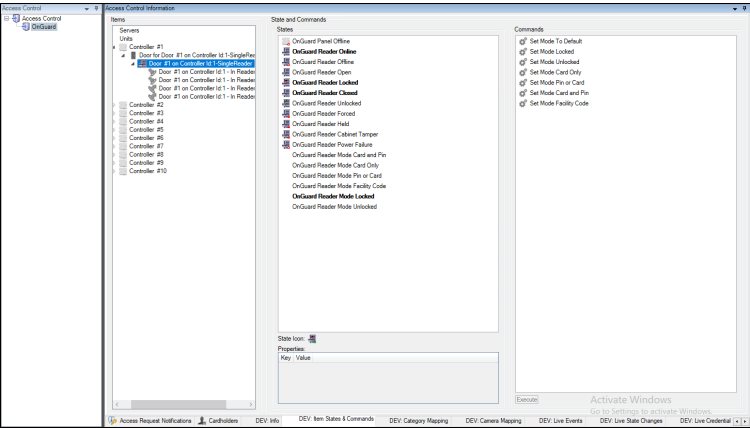 Access Control
Access Control
OnGuard
Access Control Information
Items
Servers
Units
Controller #1
Door for Door #1 on Controller Id:1-SingleRea
Door #1 on Controller Id:1-SingleReader
Door #1 on Controller Id:1 - In Reade
Door #1 on Controller Id:1 - In Reade
Door #1 on Controller Id:1 - In Reade
Door #1 on Controller Id:1 - In Reade
Controller #2
Controller #3
Controller #4
Controller #5
Controller #6
Controller #7
Controller #8
Controller #9
Controller #10
State and Commands
States
OnGuard Panel Offline
OnGuard Reader Online
OnGuard Reader Offline
OnGuard Reader Open
OnGuard Reader Locked
OnGuard Reader Closed
OnGuard Reader Unlocked
OnGuard Reader Forced
OnGuard Reader Held
OnGuard Reader Cabinet Tamper
OnGuard Reader Power Failure
OnGuard Reader Mode Card and Pin
OnGuard Reader Mode Card Only
OnGuard Reader Mode Pin or Card
OnGuard Reader Mode Facility Code
OnGuard Reader Mode Locked
OnGuard Reader Mode Unlocked
State Icon:
Properties:
Key Value
Commands
Set Mode To Default
Set Mode Locked
Set Mode Unlocked
Set Mode Card Only
Set Mode Pin or Card
Set Mode Card and Pin
Set Mode Facility Code
Execute
Activate Windows
Go to Settings to activate Windows.
Access Request Notifications Cardholders DEV: Info DEV: Item States & Commands DEV: Category Mapping DEV: Camera Mapping DEV: Live Events DEV: Live State Changes DEV: Live Credential